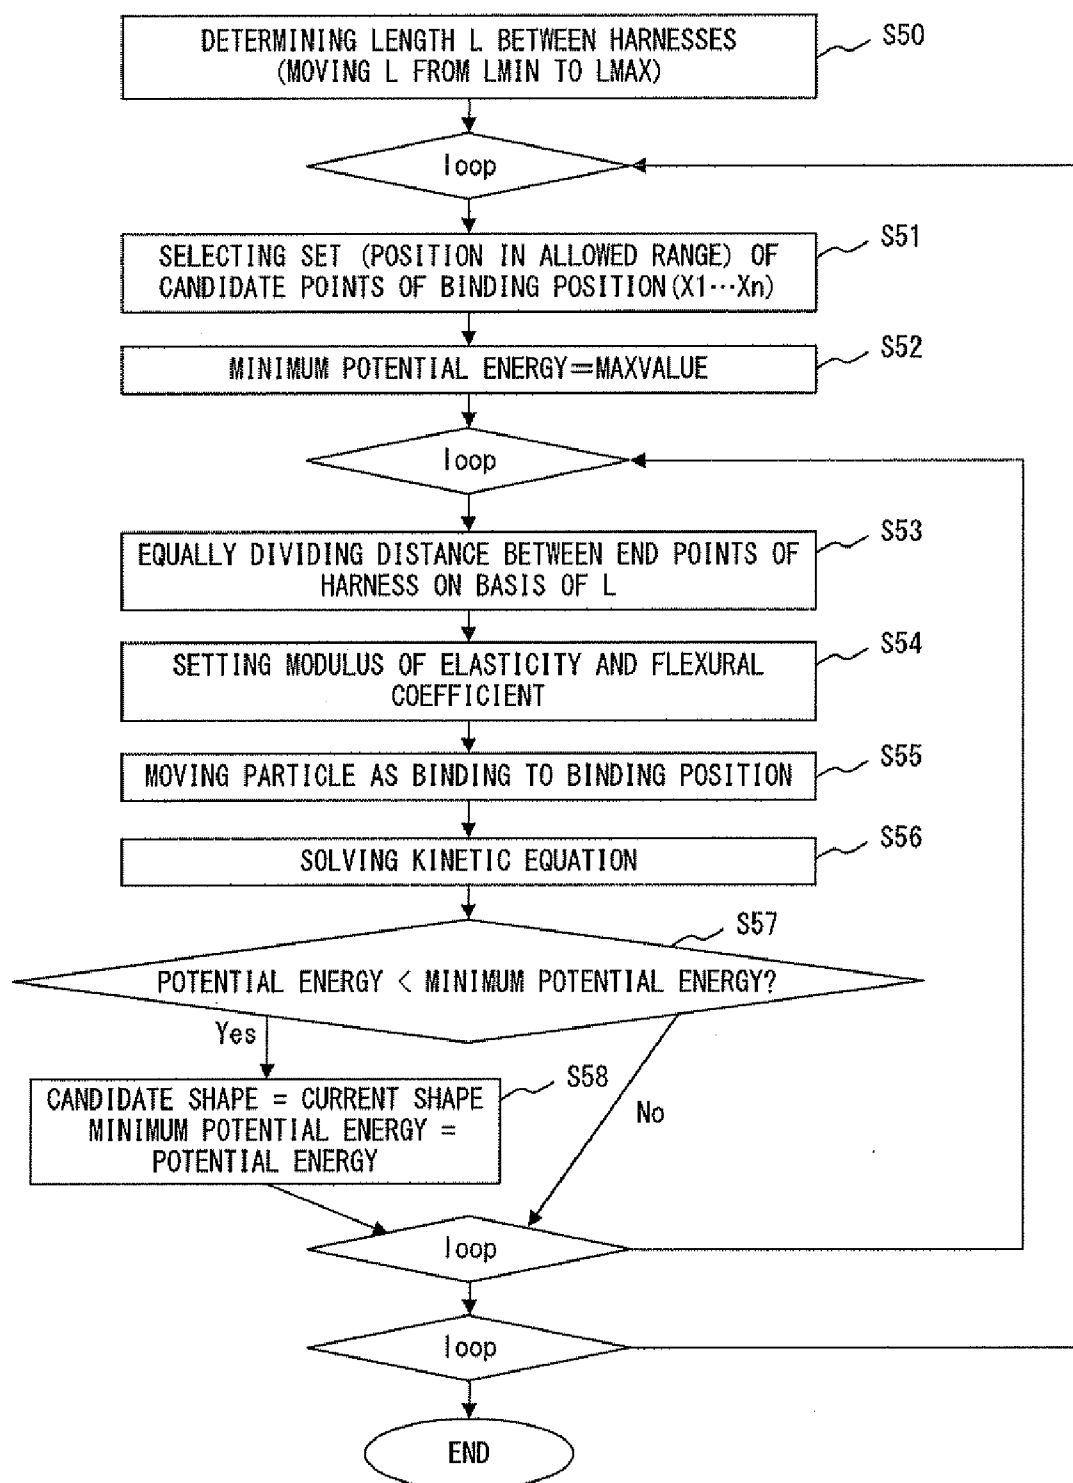 DETERMINING LENGTH L BETWEEN HARNESSES
(MOVING L FROM LMIN TO LMAX)
S50
loop
SELECTING SET (POSITION IN ALLOWED RANGE) OF
CANDIDATE POINTS OF BINDING POSITION(X1···Xn)
S51
MINIMUM POTENTIAL ENERGY=MAXVALUE
S52
loop
EQUALLY DIVIDING DISTANCE BETWEEN END POINTS OF
HARNESS ON BASIS OF L
S53
SETTING MODULUS OF ELASTICITY AND FLEXURAL
COEFFICIENT
S54
MOVING PARTICLE AS BINDING TO BINDING POSITION
S55
SOLVING KINETIC EQUATION
S56
S57
POTENTIAL ENERGY < MINIMUM POTENTIAL ENERGY?
Yes
No
S58
CANDIDATE SHAPE = CURRENT SHAPE
MINIMUM POTENTIAL ENERGY =
POTENTIAL ENERGY
loop
loop
END